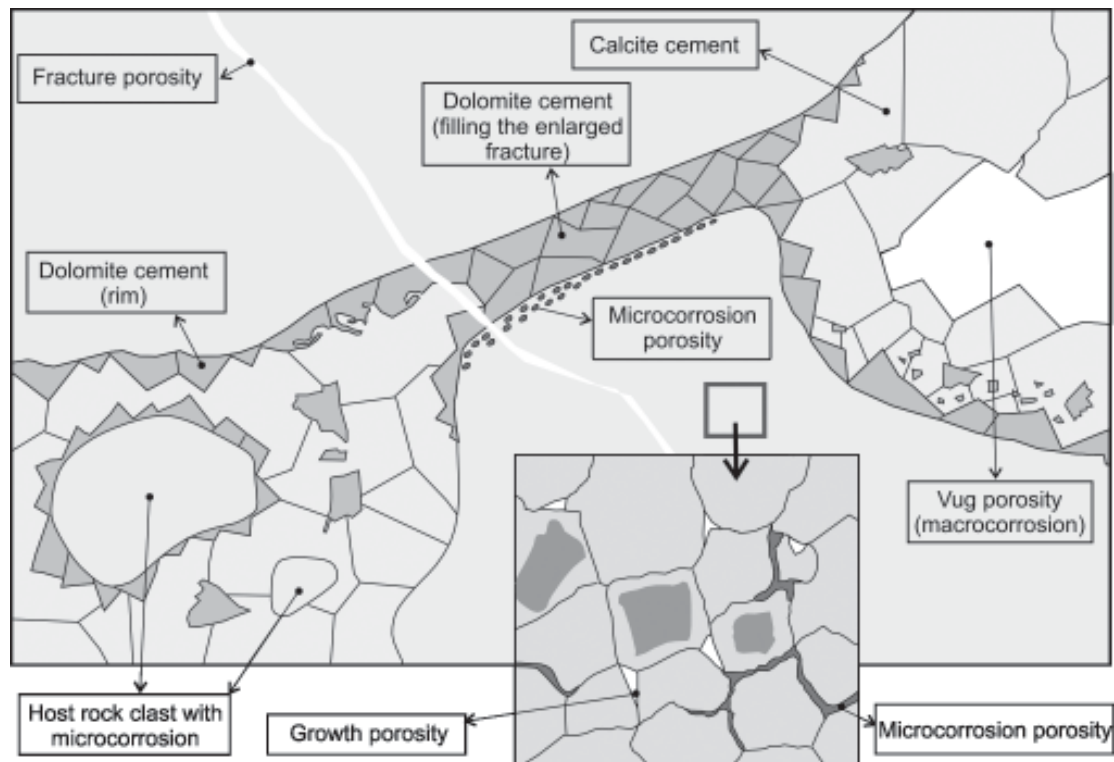 Calcite cement
Fracture porosity
Dolomite cement
(filling the enlarged
fracture)
Dolomite cement
(rim)
Microcorrosion
porosity
Vug porosity
(macrocorrosion)
Host rock clast with
microcorrosion
Growth porosity
Microcorrosion porosity